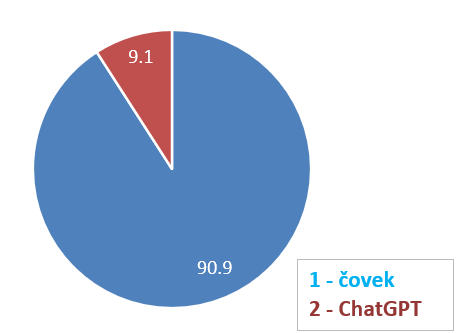 9.1
90.9
1 - čovek
2 - ChatGPT